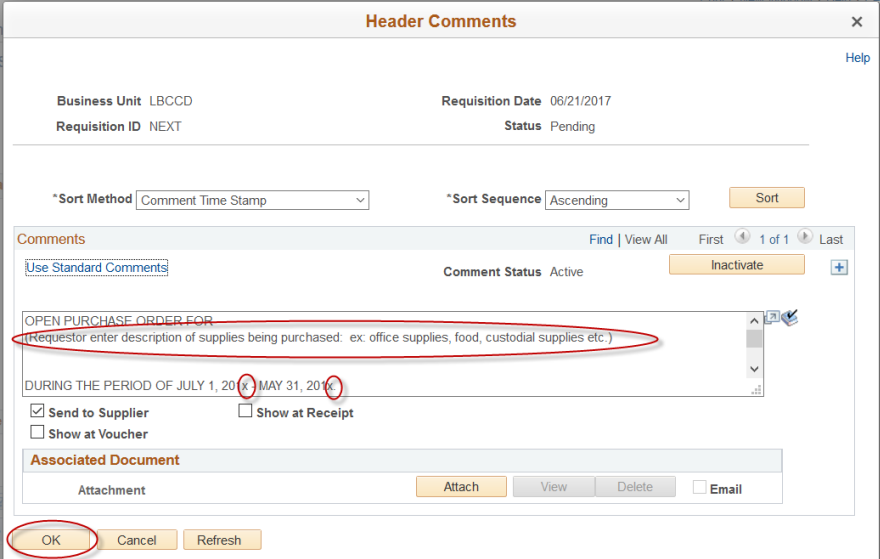 Header Comments ×
Help
Business Unit LBCCD Requisition Date 06/21/2017
Requisition ID NEXT Status Pending
*Sort Method Comment Time Stamp *Sort Sequence Ascending Sort
Comments Find | View All First 1 of 1 Last
Use Standard Comments Comment Status Active Inactivate +
OPEN PURCHASE ORDER FOR
(Requestor enter description of supplies being purchased: ex: office supplies, food, custodial supplies etc.)
DURING THE PERIOD OF JULY 1, 201x - MAY 31, 201x.
Send to Supplier Show at Receipt
Show at Voucher
Associated Document
Attachment Attach View Delete Email
OK Cancel Refresh